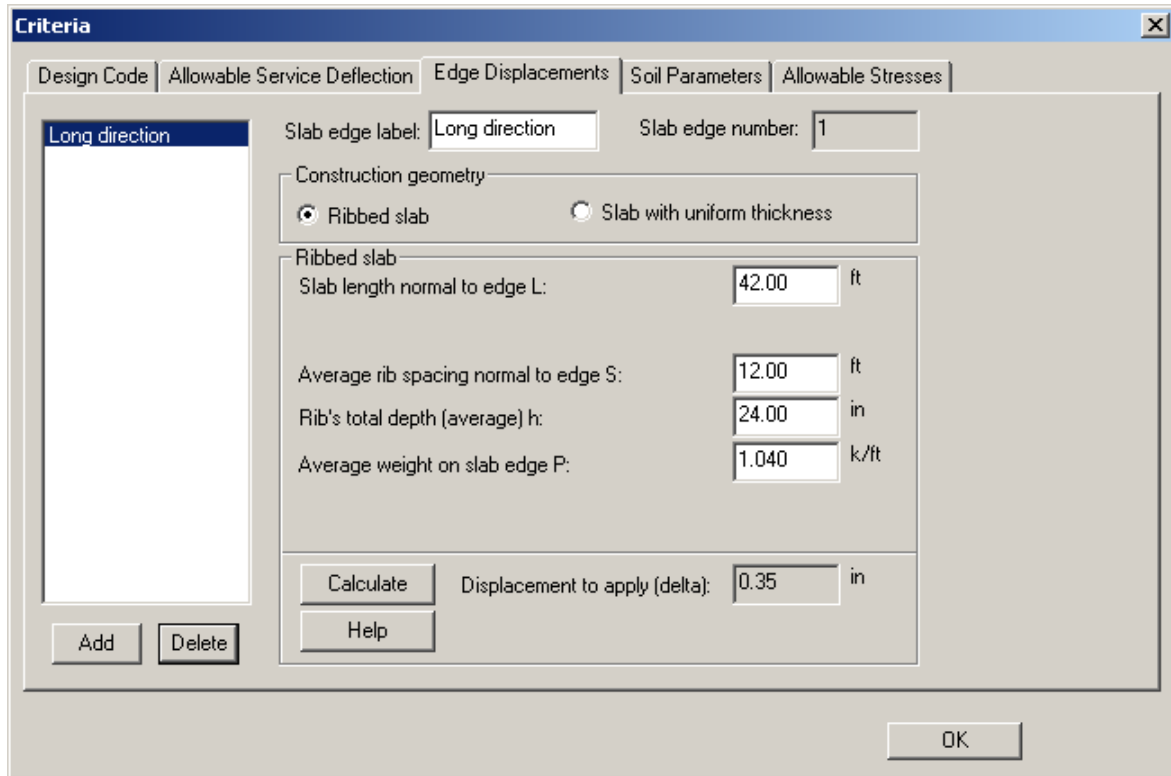 Criteria
Design Code Allowable Service Deflection Edge Displacements Soil Parameters Allowable Stresses
Long direction
Slab edge label: Long direction Slab edge number: 1
Construction geometry
Ribbed slab Slab with uniform thickness
Ribbed slab
Slab length normal to edge L: 42.00 ft
Average rib spacing normal to edge S: 12.00 ft
Rib's total depth (average) h: 24.00 in
Average weight on slab edge P: 1.040 k/ft
Calculate Displacement to apply (delta): 0.35 in
Help
Add Delete
OK